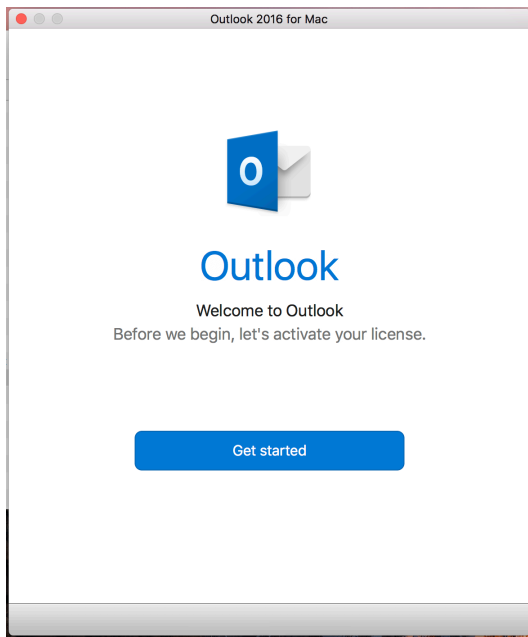 Outlook 2016 for Mac
O
Outlook
Welcome to Outlook
Before we begin, let's activate your license.
Get started